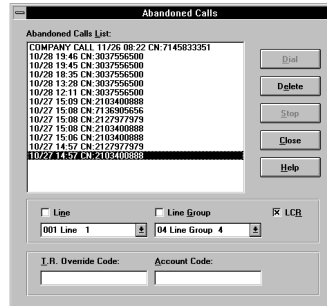 Abandoned Calls
Abandoned Calls List:
COMPANY CALL 11/26 08:22 CN:7145833351
10/28 19:46 CN:3037556500
10/28 19:45 CN:3037556500
10/28 18:35 CN:3037556500
10/28 13:28 CN:3037556500
10/28 12:11 CN:3037556500
10/27 15:09 CN:2103400888
10/27 15:08 CN:7136905656
10/27 15:08 CN:2127977979
10/27 15:08 CN:2103400888
10/27 15:06 CN:2103400888
10/27 14:57 CN:2127977979
10/27 14:57 CN:2103400888
Dial
Delete
Stop
Close
Help
Line
Line Group
LCR
001 Line 1
04 Line Group 4
T.R. Override Code:
Account Code: